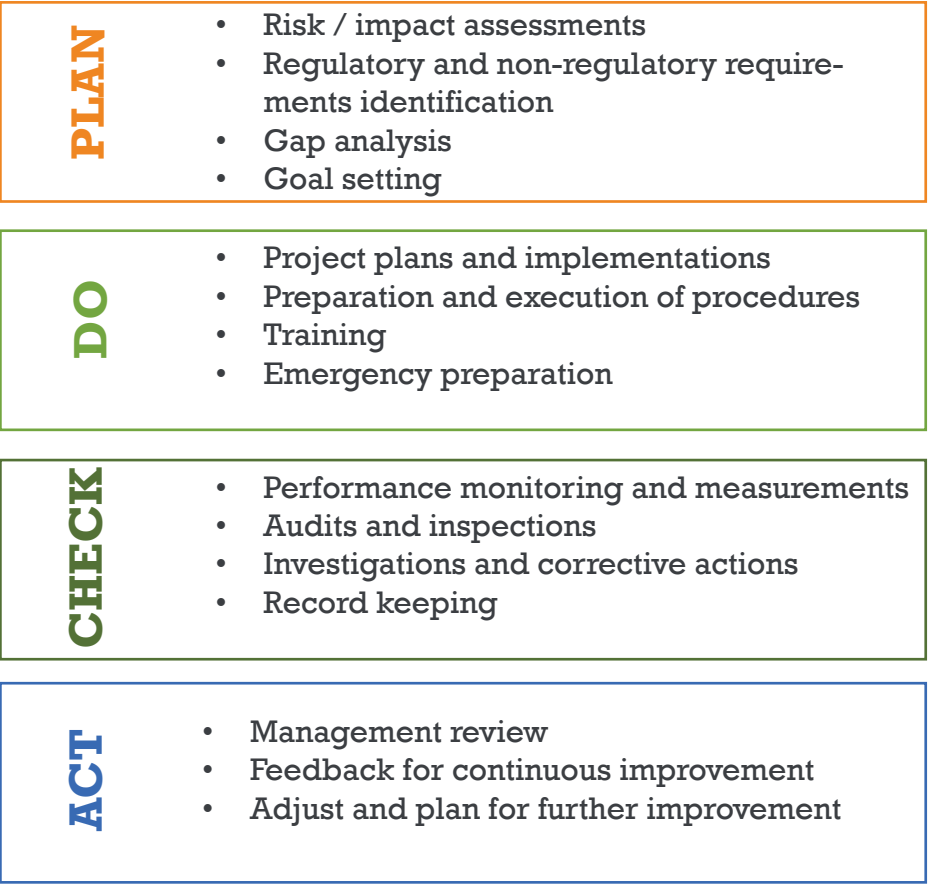 PLAN
• Risk / impact assessments
• Regulatory and non-regulatory require-
ments identification
• Gap analysis
• Goal setting
DO
• Project plans and implementations
• Preparation and execution of procedures
• Training
• Emergency preparation
CHECK
• Performance monitoring and measurements
• Audits and inspections
• Investigations and corrective actions
• Record keeping
ACT
• Management review
• Feedback for continuous improvement
• Adjust and plan for further improvement